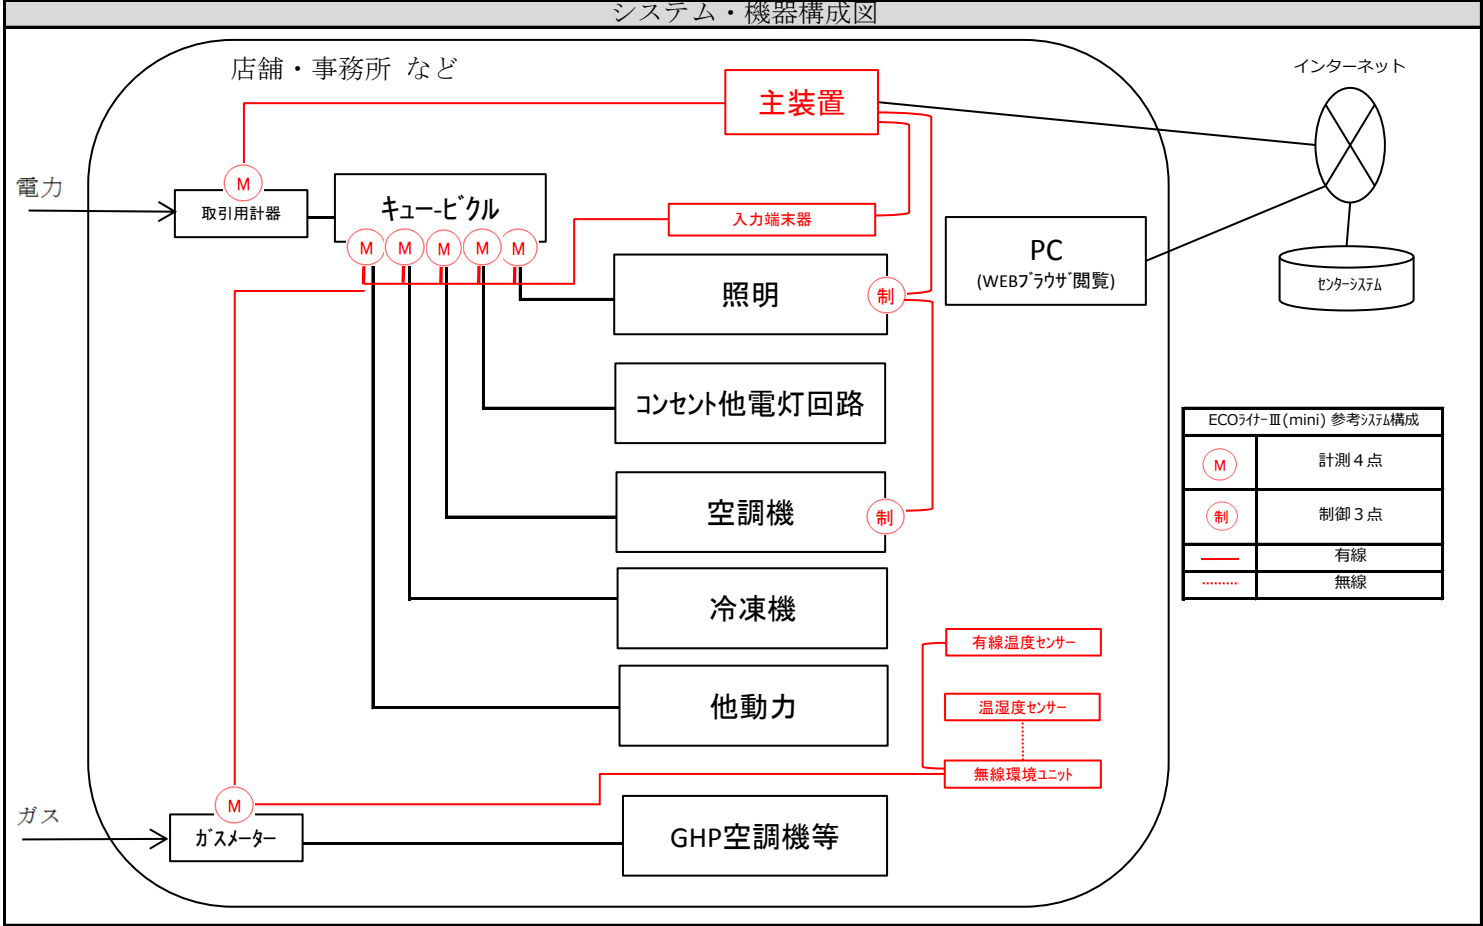 システム・機器構成図
店舗・事務所 など
主装置
インターネット
電力
M
取引用計器
ｷｭｰ-ﾋﾞｸﾙ
M
M
M
M
M
入力端末器
PC
(WEBﾌﾞﾗｳｻﾞ閲覧)
ｾﾝﾀｰｼｽﾃﾑ
照明
制
ｺﾝｾﾝﾄ他電灯回路
空調機
制
冷凍機
他動力
ECOﾗｲﾅｰⅢ(mini) 参考ｼｽﾃﾑ構成
M
計測４点
制
制御３点
有線
無線
有線温度ｾﾝｻｰ
温湿度ｾﾝｻｰ
無線環境ﾕﾆｯﾄ
ガス
M
ｶﾞｽﾒｰﾀｰ
GHP空調機等